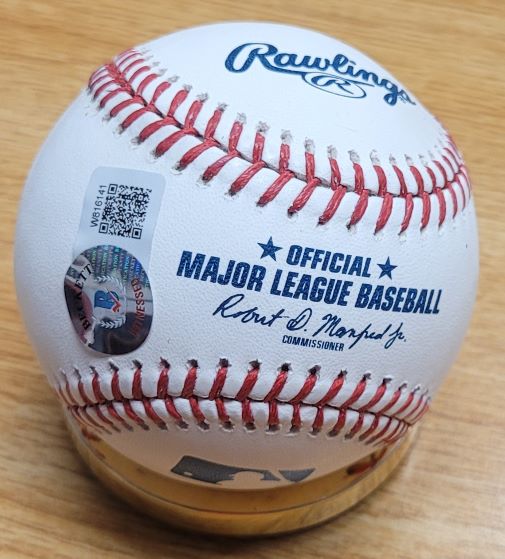 Rawlings
R
W816141
BECKETT
B
WITNESSED
★ OFFICIAL ★
MAJOR LEAGUE BASEBALL
Robert D. Manfred Jr.
COMMISSIONER